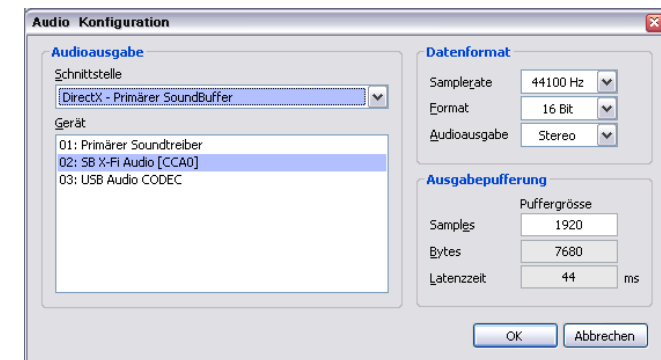 Audio Konfiguration
Audioausgabe
Schnittstelle
DirectX - Primärer SoundBuffer
Gerät
01: Primärer Soundtreiber
02: SB X-Fi Audio [CCA0]
03: USB Audio CODEC
Datenformat
Samplerate 44100 Hz
Format 16 Bit
Audioausgabe Stereo
Ausgabepufferung
Puffergrösse
Samples 1920
Bytes 7680
Latenzzeit 44 ms
OK Abbrechen